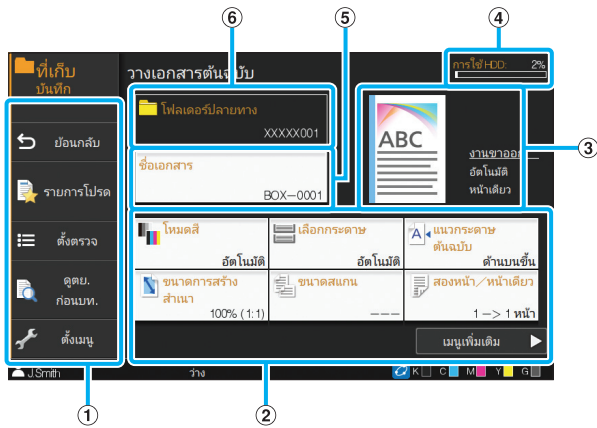 ⑥
⑤
④
ที่เก็บ
บันทึก
วางเอกสารต้นฉบับ
การใช้ HDD: 2%
โฟลเดอร์ปลายทาง
XXXXX001
ชื่อเอกสาร
BOX-0001
ABC
③
งานขาออก
อัตโนมัติ
หน้าเดียว
ย้อนกลับ
รายการโปรด
ตั้งตรวจ
ดูตย.
ก่อนบท.
ตั้งเมนู
โหมดสี
อัตโนมัติ
เลือกกระดาษ
อัตโนมัติ
A
แนวกระดาษ
ต้นฉบับ
ด้านบนขึ้น
ขนาดการสร้าง
สำเนา
100% (1:1)
ขนาดสแกน
---
สองหน้า/หน้าเดียว
1 -> 1 หน้า
เมนูเพิ่มเติม
J.Smith
ว่าง
K C M Y G
①
②